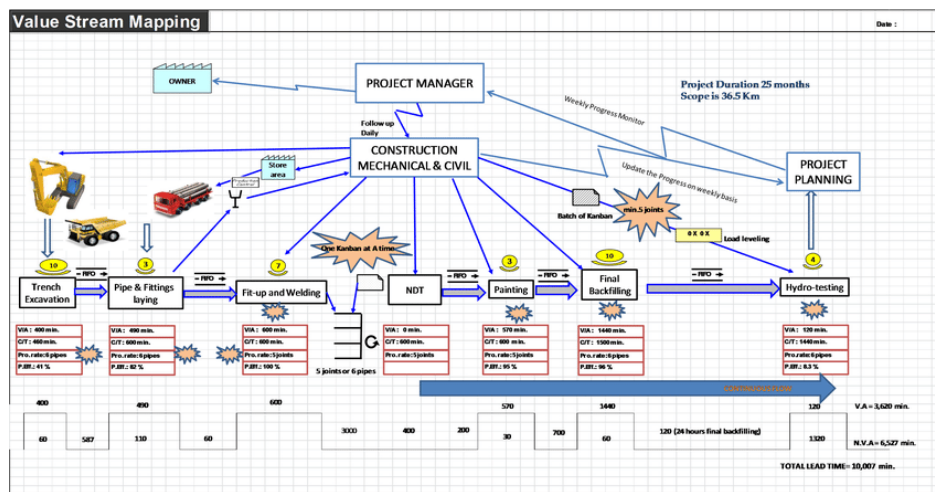 Value Stream Mapping
Date :
OWNER
PROJECT MANAGER
Project Duration 25 months
Scope is 36.5 Km
Weekly Progress Monitor
Follow up
Daily
CONSTRUCTION
MECHANICAL & CIVIL
Store
area
PROJECT
PLANNING
Update the Progress on weekly basis
Batch of Kanban
min.5 joints
0 X 0 X
Load leveling
One Kanban at A time
10
3
7
3
10
4
FIFO
FIFO
FIFO
FIFO
FIFO
Trench
Excavation
Pipe & Fittings
laying
Fit-up and Welding
NDT
Painting
Final
Backfilling
Hydro-testing
V/A : 400 min.
C/T : 460 min.
Pro.rate:6 pipes
P.Eff.: 41 %
V/A : 490 min.
C/T : 600 min.
Pro.rate:6 pipes
P.Eff.: 82 %
V/A : 600 min.
C/T : 600 min.
Pro.rate:5 joints
P.Eff.: 100 %
5 joints or 6 pipes
V/A : 0 min.
C/T : 600 min.
Pro.rate:5 joints
V/A : 570 min.
C/T : 600 min.
Pro.rate:5 joints
P.Eff.: 95 %
V/A : 1440 min.
C/T : 1500 min.
Pro.rate:6 pipes
P.Eff.: 96 %
V/A : 120 min.
C/T : 1440 min.
Pro.rate:6 pipes
P.Eff.: 8.3 %
400
490
600
570
1440
120
V.A = 3,620 min.
60
587
110
60
3000
400
200
30
700
60
120 (24 hours final backfilling)
1320
N.V.A = 6,527 min.
TOTAL LEAD TIME= 10,007 min.